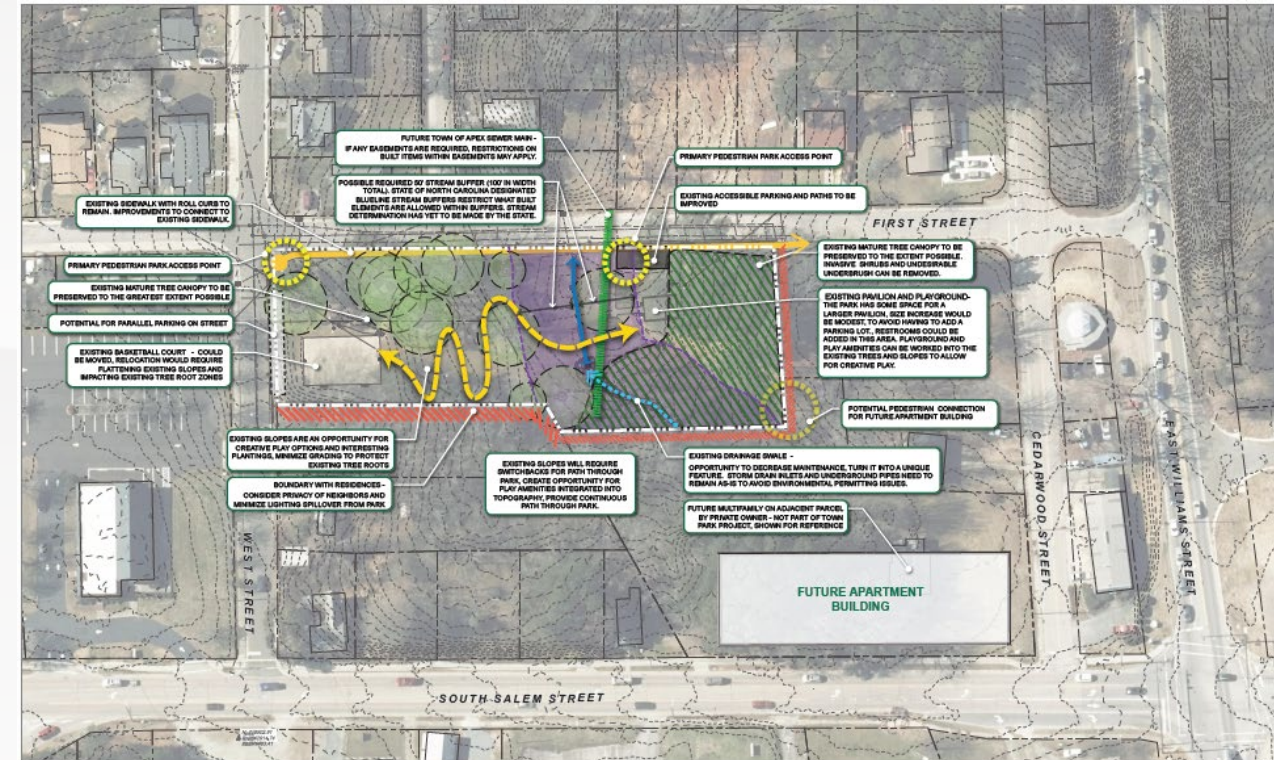 FUTURE TOWN OF APEX SEWER MAIN -
IF ANY EASEMENTS ARE REQUIRED, RESTRICTIONS ON
BUILT ITEMS WITHIN EASEMENTS MAY APPLY.
PRIMARY PEDESTRIAN PARK ACCESS POINT
POSSIBLE REQUIRED 50' STREAM BUFFER (100' IN WIDTH
TOTAL). STATE OF NORTH CAROLINA DESIGNATED
BLUELINE STREAM BUFFERS RESTRICT WHAT BUILT
ELEMENTS ARE ALLOWED WITHIN BUFFERS. STREAM
DETERMINATION HAS YET TO BE MADE BY THE STATE.
EXISTING ACCESSIBLE PARKING AND PATHS TO BE
IMPROVED
EXISTING SIDEWALK WITH ROLL CURB TO
REMAIN. IMPROVEMENTS TO CONNECT TO
EXISTING SIDEWALK.
FIRST STREET
PRIMARY PEDESTRIAN PARK ACCESS POINT
EXISTING MATURE TREE CANOPY TO BE
PRESERVED TO THE EXTENT POSSIBLE.
INVASIVE SHRUBS AND UNDESIRABLE
UNDERBRUSH CAN BE REMOVED.
EXISTING MATURE TREE CANOPY TO BE
PRESERVED TO THE GREATEST EXTENT POSSIBLE
EXISTING PAVILION AND PLAYGROUND-
THE PARK HAS SOME SPACE FOR A
LARGER PAVILION, SIZE INCREASE WOULD
BE MODEST, TO AVOID HAVING TO ADD A
PARKING LOT., RESTROOMS COULD BE
ADDED IN THIS AREA. PLAYGROUND AND
PLAY AMENITIES CAN BE WORKED INTO THE
EXISTING TREES AND SLOPES TO ALLOW
FOR CREATIVE PLAY.
POTENTIAL FOR PARALLEL PARKING ON STREET
EXISTING BASKETBALL COURT - COULD
BE MOVED, RELOCATION WOULD REQUIRE
FLATTENING EXISTING SLOPES AND
IMPACTING EXISTING TREE ROOT ZONES
POTENTIAL PEDESTRIAN CONNECTION
FOR FUTURE APARTMENT BUILDING
EXISTING SLOPES ARE AN OPPORTUNITY FOR
CREATIVE PLAY OPTIONS AND INTERESTING
PLANTINGS, MINIMIZE GRADING TO PROTECT
EXISTING TREE ROOTS
EXISTING SLOPES WILL REQUIRE
SWITCHBACKS FOR PATH THROUGH
PARK, CREATE OPPORTUNITY FOR
PLAY AMENITIES INTEGRATED INTO
TOPOGRAPHY, PROVIDE CONTINUOUS
PATH THROUGH PARK.
EXISTING DRAINAGE SWALE -
OPPORTUNITY TO DECREASE MAINTENANCE, TURN IT INTO A UNIQUE
FEATURE. STORM DRAIN INLETS AND UNDERGROUND PIPES NEED TO
REMAIN AS-IS TO AVOID ENVIRONMENTAL PERMITTING ISSUES.
BOUNDARY WITH RESIDENCES -
CONSIDER PRIVACY OF NEIGHBORS AND
MINIMIZE LIGHTING SPILLOVER FROM PARK
FUTURE MULTIFAMILY ON ADJACENT PARCEL
BY PRIVATE OWNER - NOT PART OF TOWN
PARK PROJECT, SHOWN FOR REFERENCE
WEST STREET
CEDARWOOD STREET
EAST WILLIAMS STREET
FUTURE APARTMENT
BUILDING
SOUTH SALEM STREET